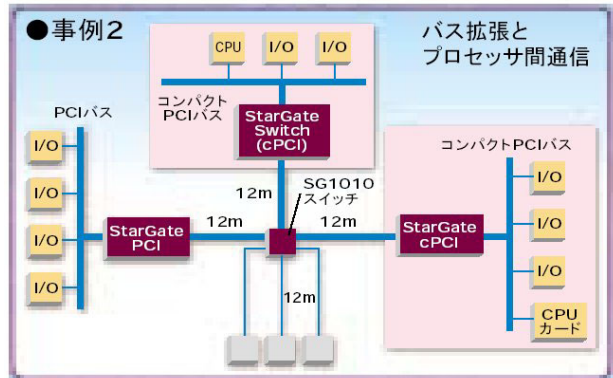 ●事例2
バス拡張と
プロセッサ間通信
CPU
I/O
I/O
コンパクト
PCIバス
StarGate
Switch
(cPCI)
PCIバス
I/O
I/O
I/O
I/O
StarGate
PCI
12m
12m
SG1010
スイッチ
12m
12m
StarGate
cPCI
コンパクトPCIバス
I/O
I/O
I/O
CPU
カード